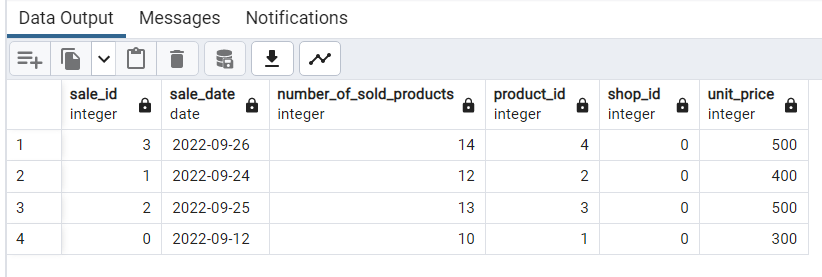 Data Output Messages Notifications
sale_id sale_date number_of_sold_products product_id shop_id unit_price
integer date integer integer integer integer
1 3 2022-09-26 14 4 0 500
2 1 2022-09-24 12 2 0 400
3 2 2022-09-25 13 3 0 500
4 0 2022-09-12 10 1 0 300